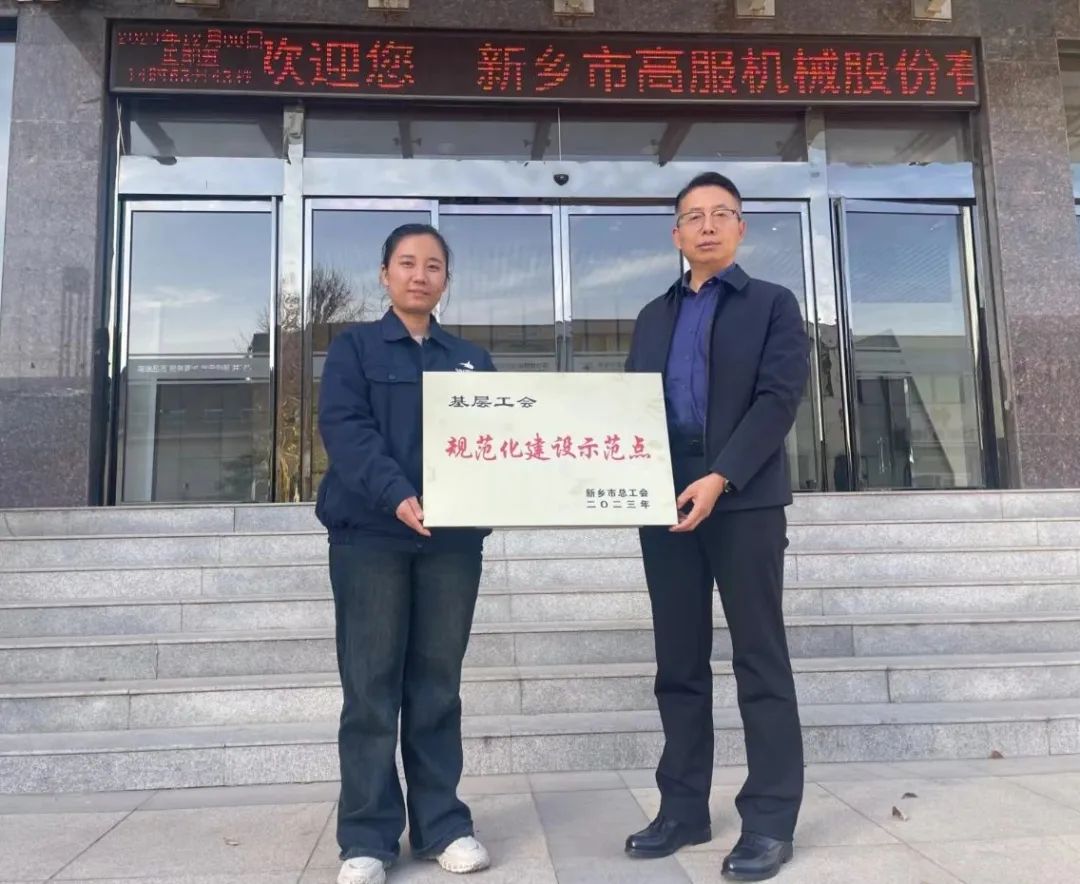 欢迎您 新乡市高服机械股份有
基层工会
规范化建设示范点
新乡市总工会
二〇二三年